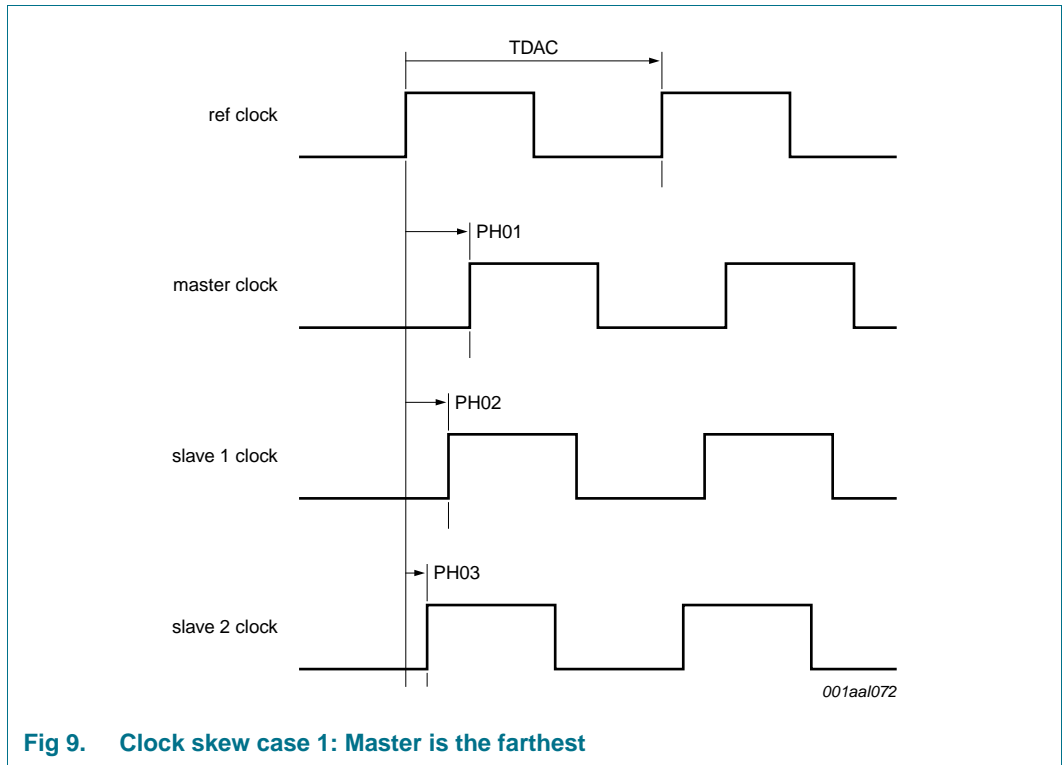 TDAC
ref clock
PH01
master clock
PH02
slave 1 clock
PH03
slave 2 clock
001aal072
Fig 9. Clock skew case 1: Master is the farthest